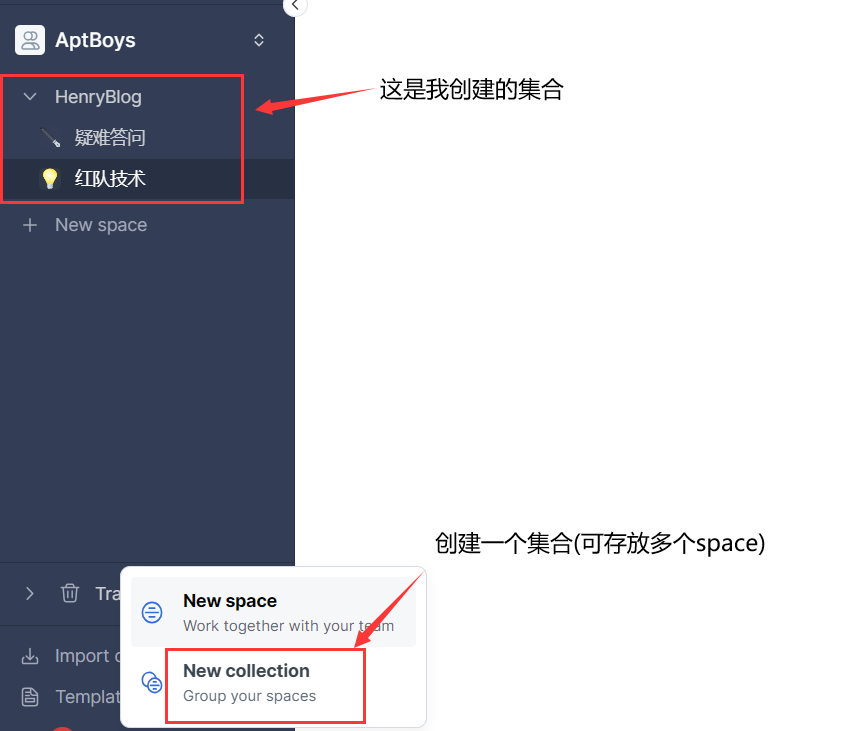 AptBoys
这是我创建的集合
HenryBlog
疑难答问
红队技术
New space
创建一个集合(可存放多个space)
Tra
New space
Work together with your team
Import
New collection
Templat
Group your spaces